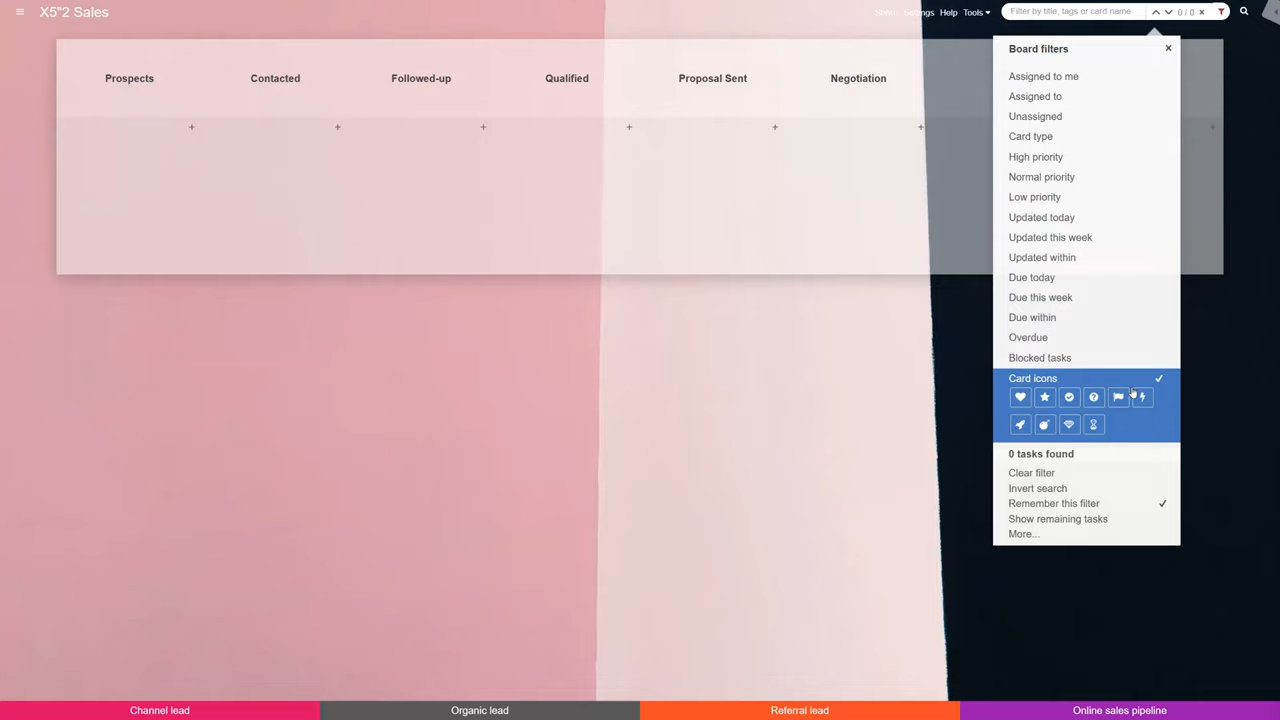 X5"2 Sales
Share Settings Help Tools
Filter by title, tags or card name
0 / 0
Prospects
Contacted
Followed-up
Qualified
Proposal Sent
Negotiation
Board filters
Assigned to me
Assigned to
Unassigned
Card type
High priority
Normal priority
Low priority
Updated today
Updated this week
Updated within
Due today
Due this week
Due within
Overdue
Blocked tasks
Card icons
0 tasks found
Clear filter
Invert search
Remember this filter
Show remaining tasks
More...
Channel lead
Organic lead
Referral lead
Online sales pipeline